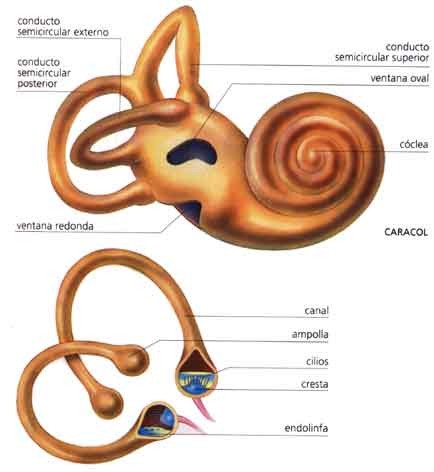 conducto
semicircular externo
conducto
semicircular superior
conducto
semicircular
posterior
ventana oval
cóclea
ventana redonda
CARACOL
canal
ampolla
cilios
cresta
endolinfa